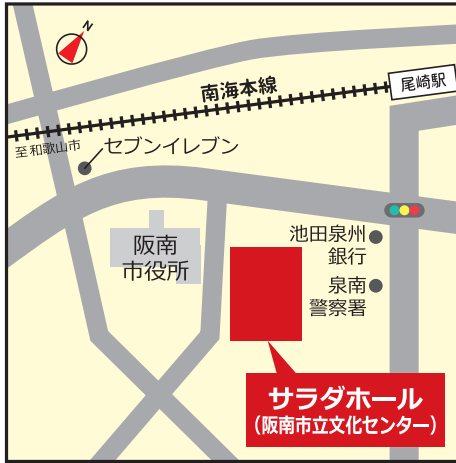 N
南海本線
尾崎駅
至和歌山市
セブンイレブン
阪南
市役所
池田泉州
銀行
泉南
警察署
サラダホール
(阪南市立文化センター)